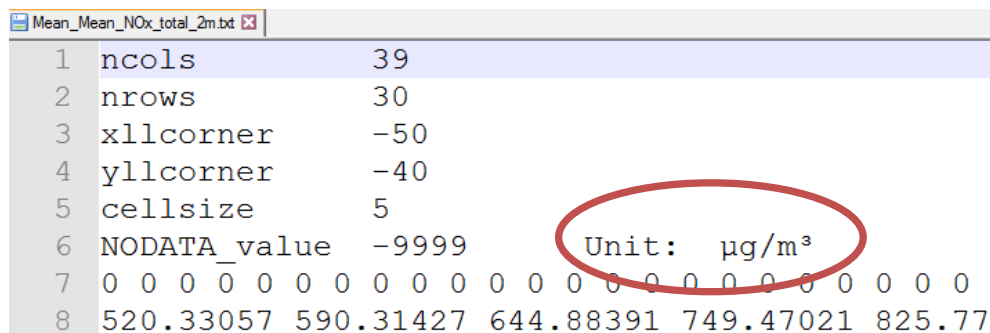 Mean_Mean_NOx_total_2m.txt
1 ncols 39
2 nrows 30
3 xllcorner -50
4 yllcorner -40
5 cellsize 5
6 NODATA_value -9999 Unit: µg/m³
7 0 0 0 0 0 0 0 0 0 0 0 0 0 0 0 0 0 0 0 0 0 0 0
8 520.33057 590.31427 644.88391 749.47021 825.77